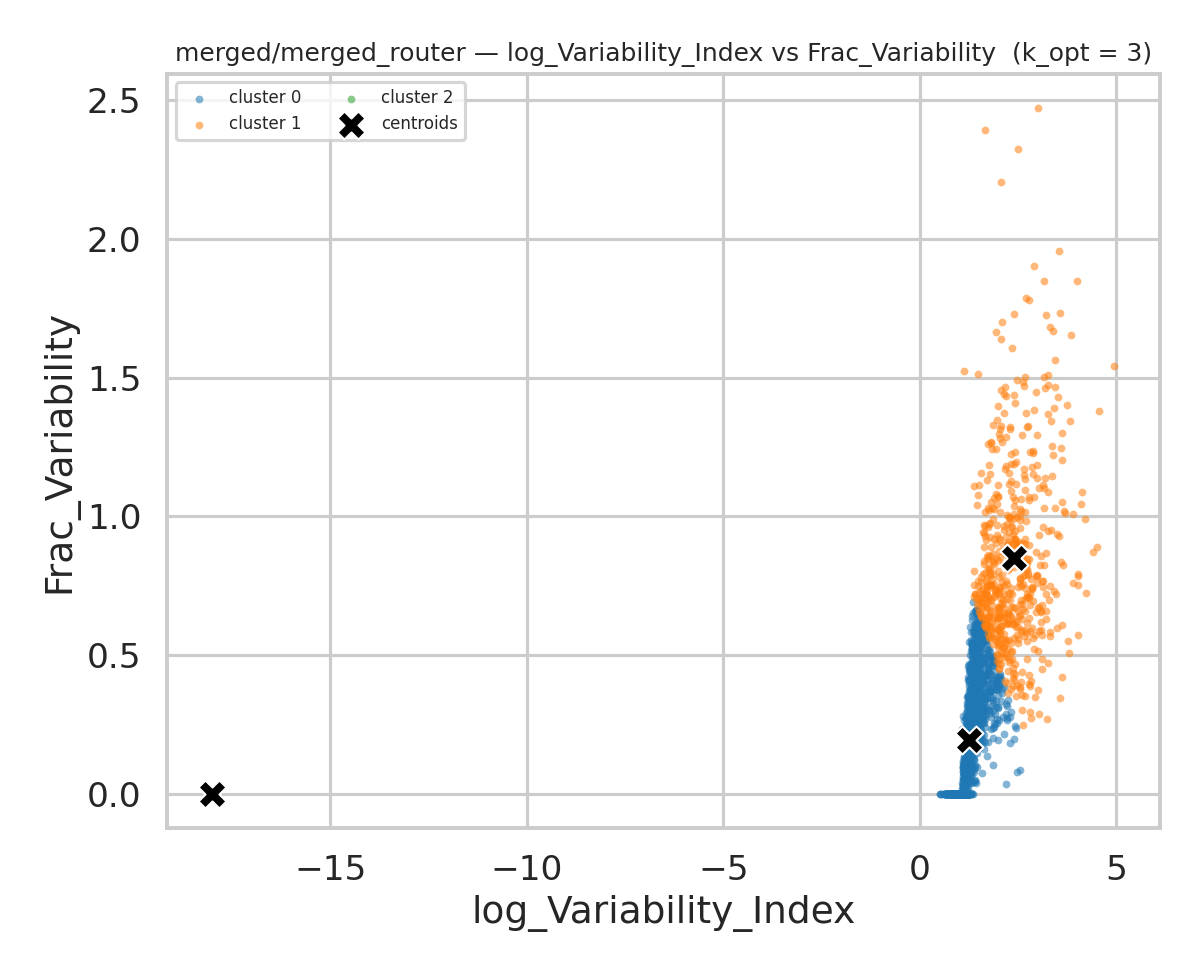 merged/merged_router — log_Variability_Index vs Frac_Variability (k_opt = 3)
cluster 0
cluster 1
cluster 2
centroids
2.5
2.0
1.5
1.0
0.5
0.0
Frac_Variability
−15
−10
−5
0
5
log_Variability_Index